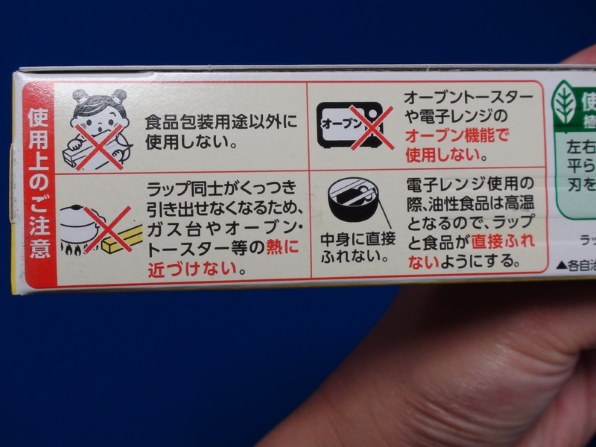 使用上のご注意
食品包装用途以外に
使用しない。
オーブン
オーブントースター
や電子レンジの
オーブン機能で
使用しない。
ラップ同士がくっつき
引き出せなくなるため、
ガス台やオーブン・
トースター等の熱に
近づけない。
中身に直接
ふれない。
電子レンジ使用の
際、油性食品は高温
となるので、ラップ
と食品が直接ふれ
ないようにする。
左右
平ら
刃を
ラッ
▲各自治